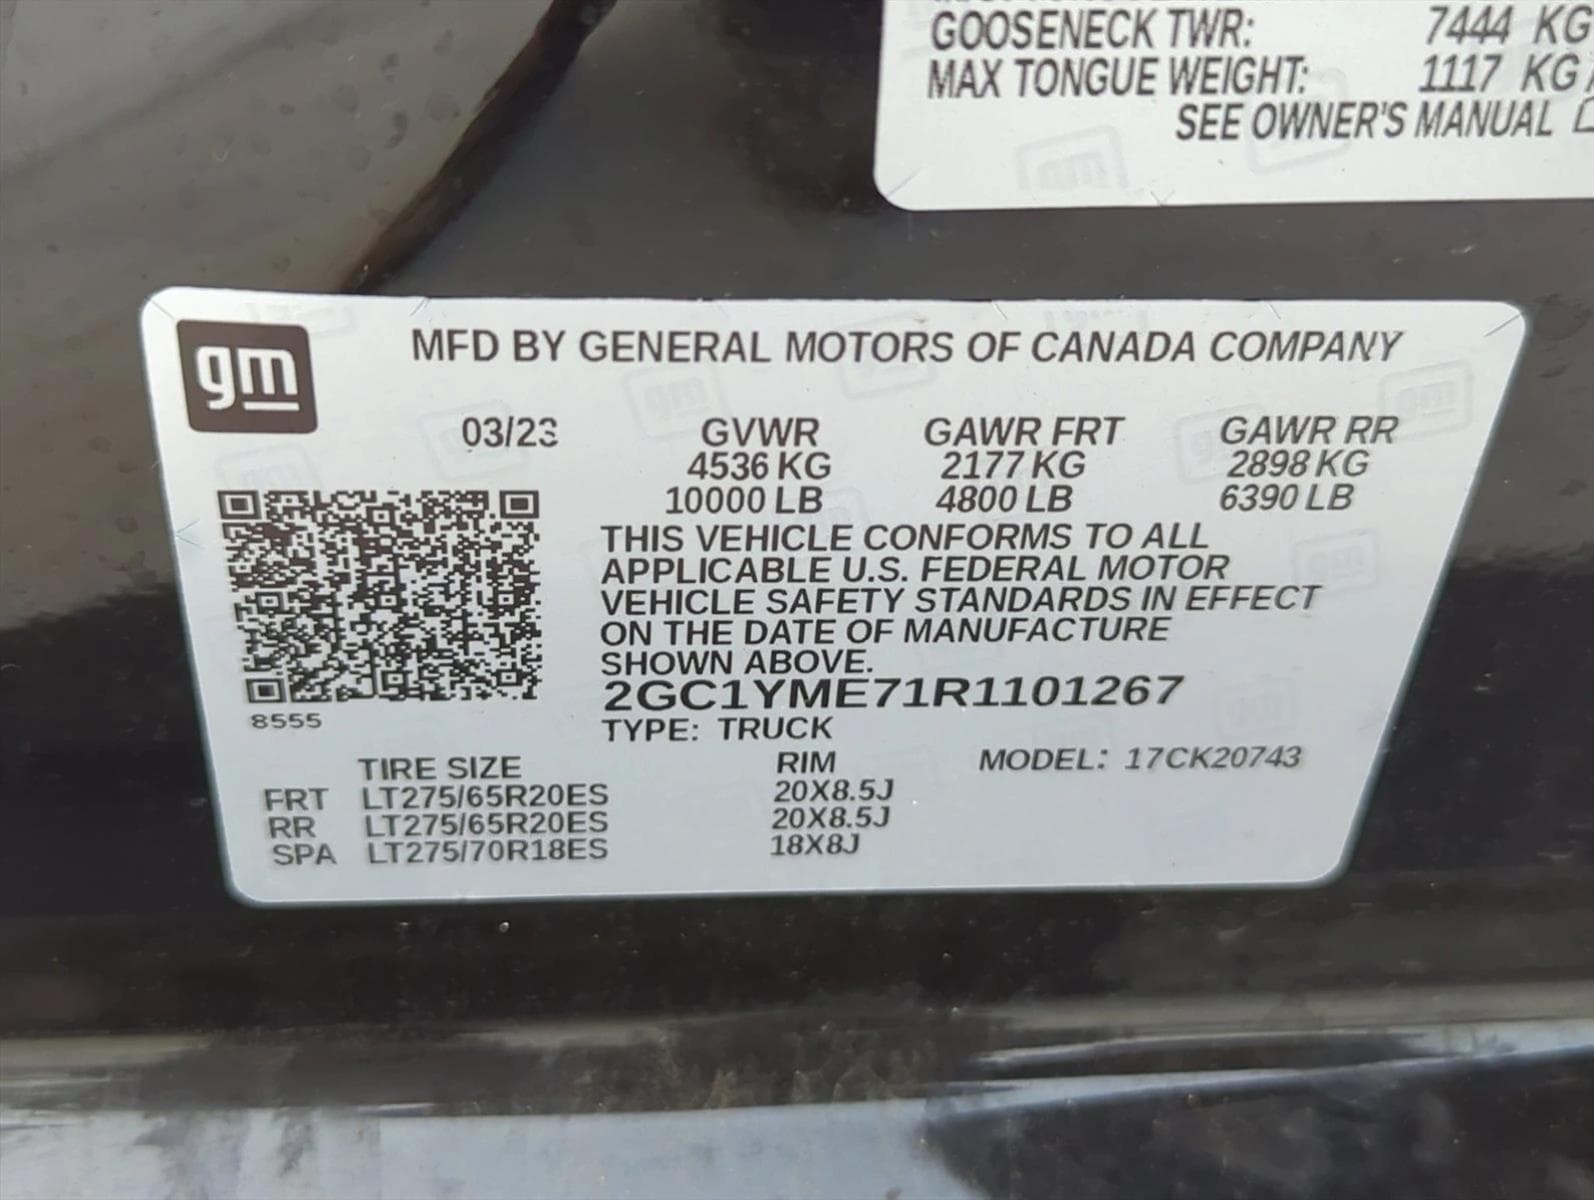 GOOSENECK TWR: 7444 KG
MAX TONGUE WEIGHT: 1117 KG
SEE OWNER'S MANUAL
gm
MFD BY GENERAL MOTORS OF CANADA COMPANY
03/23 GVWR GAWR FRT GAWR RR
4536 KG 2177 KG 2898 KG
10000 LB 4800 LB 6390 LB
THIS VEHICLE CONFORMS TO ALL
APPLICABLE U.S. FEDERAL MOTOR
VEHICLE SAFETY STANDARDS IN EFFECT
ON THE DATE OF MANUFACTURE
SHOWN ABOVE.
2GC1YME71R1101267
8555
TYPE: TRUCK
TIRE SIZE RIM MODEL: 17CK20743
FRT LT275/65R20ES 20X8.5J
RR LT275/65R20ES 20X8.5J
SPA LT275/70R18ES 18X8J